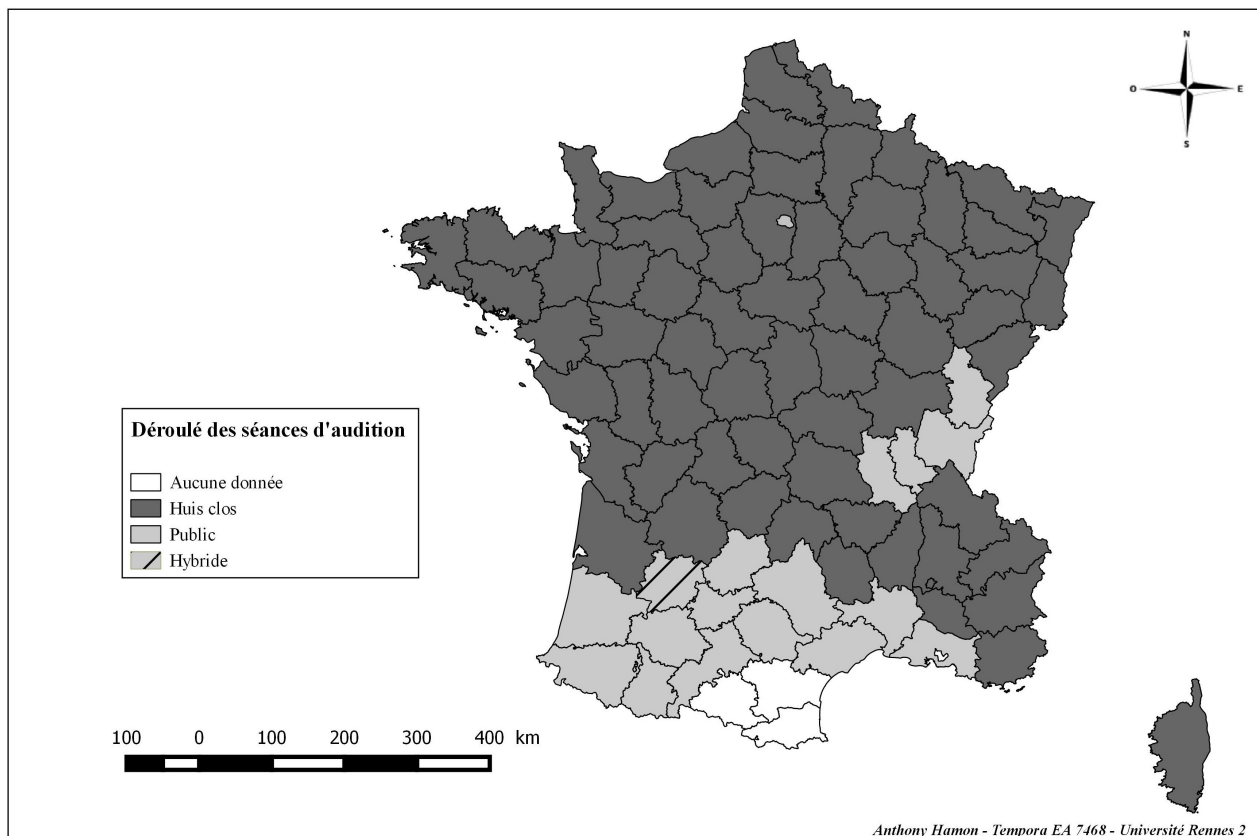 N
O
E
S
Déroulé des séances d'audition
Aucune donnée
Huis clos
Public
Hybride
100 0 100 200 300 400 km
Anthony Hamon - Tempora EA 7468 - Université Rennes 2